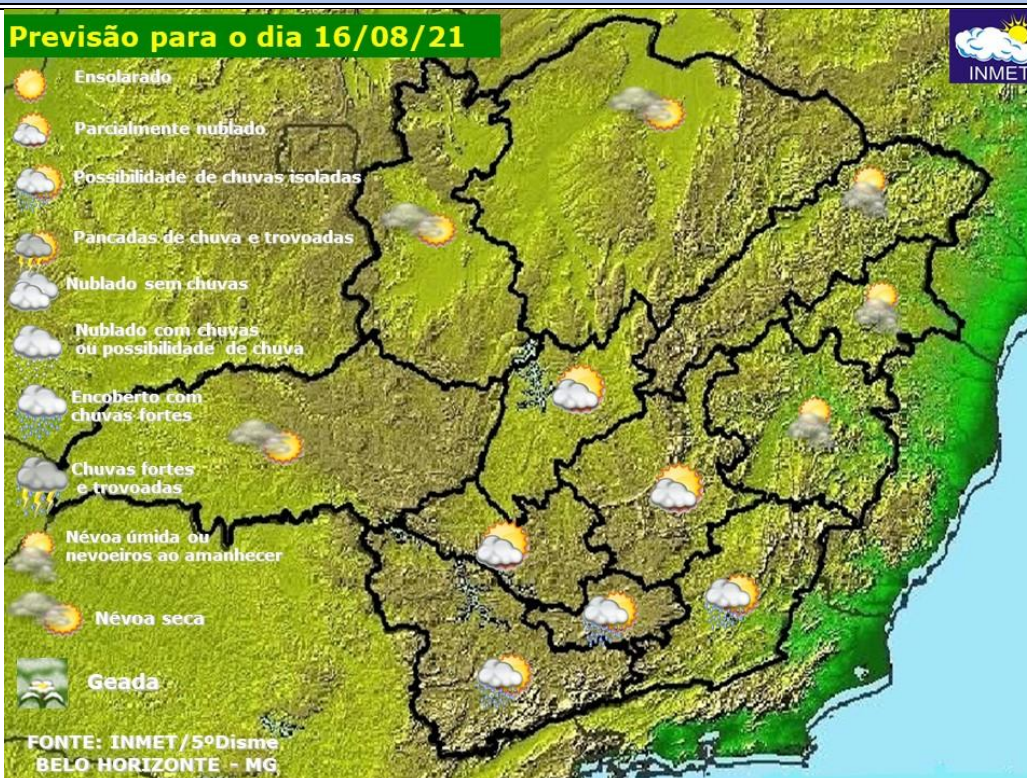 Previsão para o dia 16/08/21
INMET
Ensolarado
Parcialmente nublado
Possibilidade de chuvas isoladas
Pancadas de chuva e trovoadas
Nublado sem chuvas
Nublado com chuvas
ou possibilidade de chuva
Encoberto com
chuvas fortes
Chuvas fortes
e trovoadas
Névoa úmida ou
nevoeiros ao amanhecer
Névoa seca
Geada
FONTE: INMET/5ºDisme
BELO HORIZONTE - MG